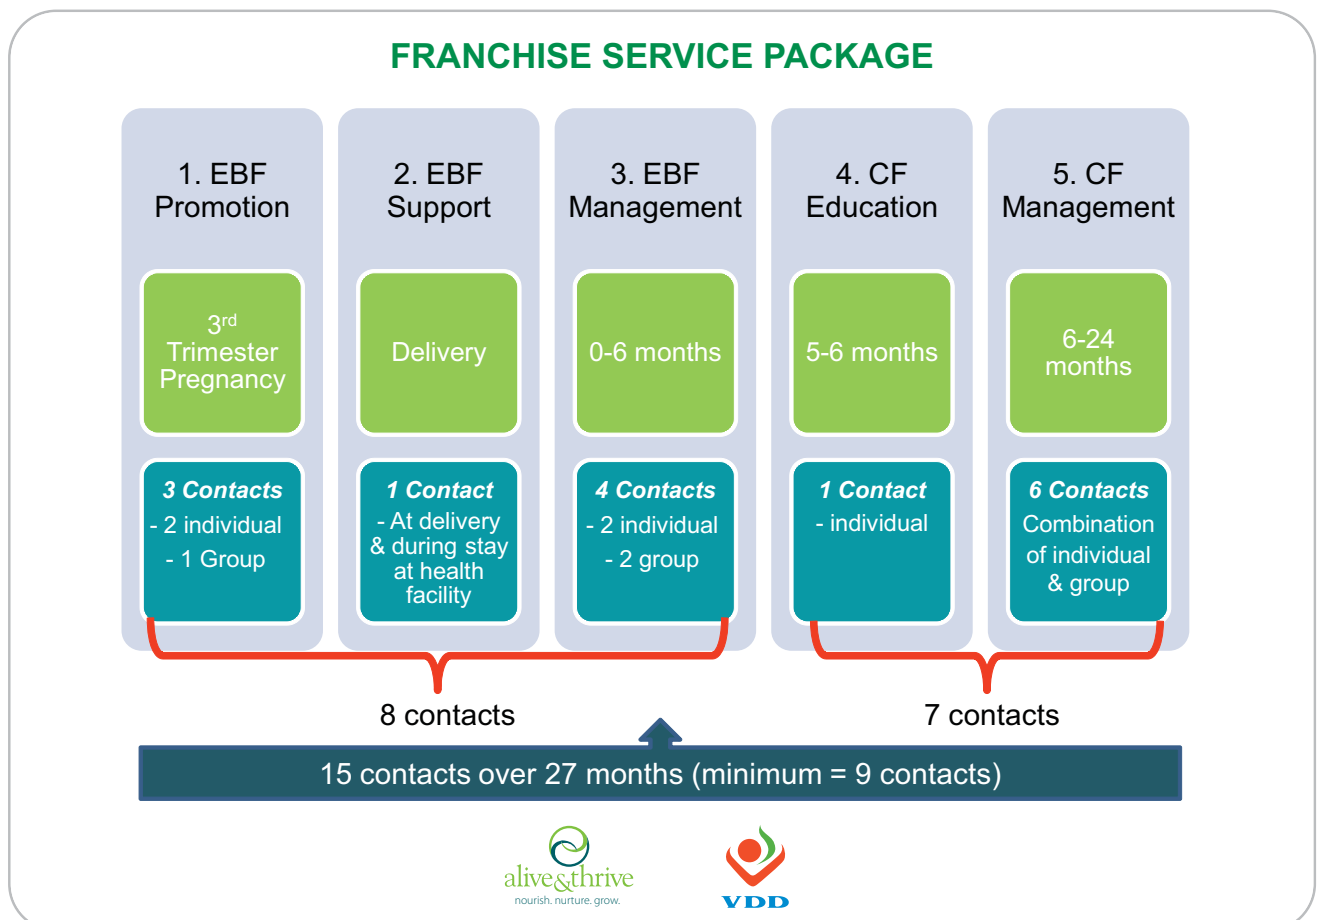 FRANCHISE SERVICE PACKAGE
1. EBF
Promotion
3rd
Trimester
Pregnancy
3 Contacts
- 2 individual
- 1 Group
2. EBF
Support
Delivery
1 Contact
- At delivery
& during stay
at health
facility
3. EBF
Management
0-6 months
4 Contacts
- 2 individual
- 2 group
4. CF
Education
5-6 months
1 Contact
- individual
5. CF
Management
6-24
months
6 Contacts
Combination
of individual
& group
8 contacts
7 contacts
15 contacts over 27 months (minimum = 9 contacts)
alive&thrive
nourish. nurture. grow.
VDD